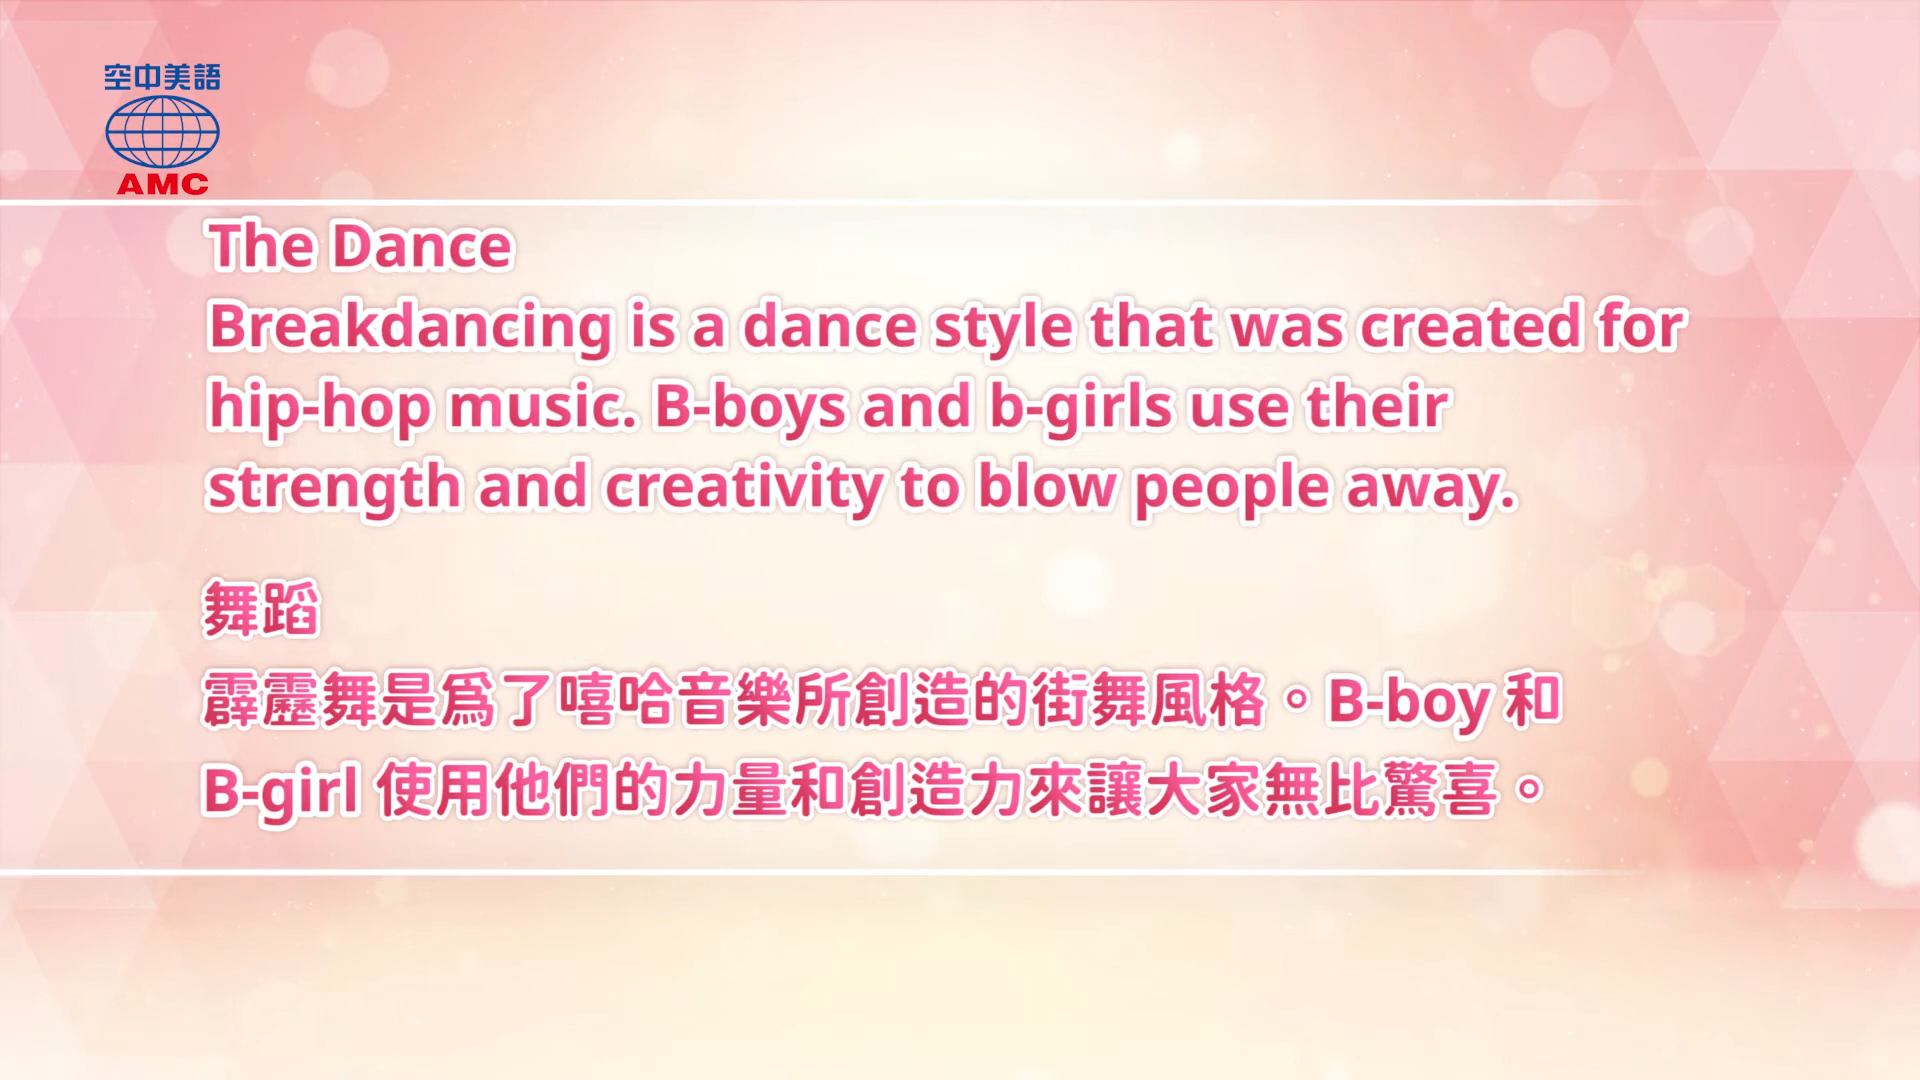 空中美語
AMC
The Dance
Breakdancing is a dance style that was created for
hip-hop music. B-boys and b-girls use their
strength and creativity to blow people away.
舞蹈
霹靂舞是為了嘻哈音樂所創造的街舞風格。B-boy 和
B-girl 使用他們的力量和創造力來讓大家無比驚喜。